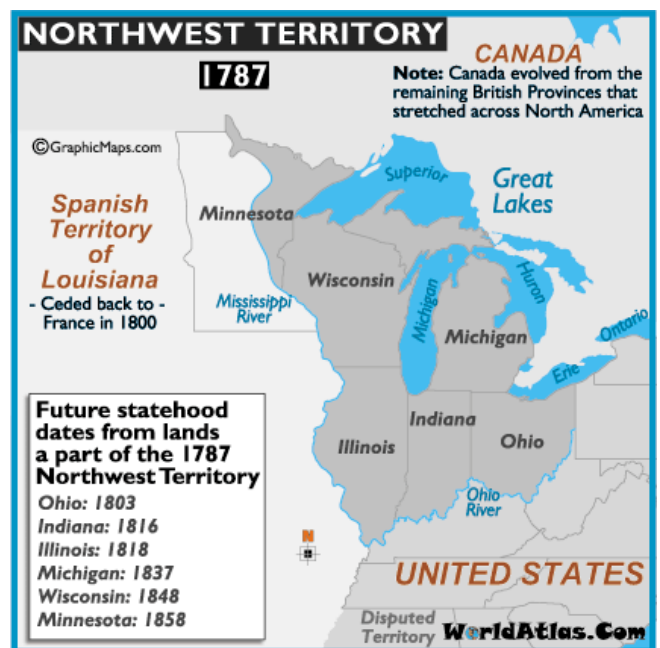 NORTHWEST TERRITORY
1787
CANADA
Note: Canada evolved from the
remaining British Provinces that
stretched across North America
©GraphicMaps.com
Superior
Great
Lakes
Spanish
Territory
of
Louisiana
- Ceded back to -
France in 1800
Minnesota
Wisconsin
Mississippi
River
Michigan
Huron
Michigan
Ontario
Erie
Future statehood
dates from lands
a part of the 1787
Northwest Territory
Ohio: 1803
Indiana: 1816
Illinois: 1818
Michigan: 1837
Wisconsin: 1848
Minnesota: 1858
Indiana
Illinois
Ohio
Ohio
River
N
UNITED STATES
Disputed
Territory
WorldAtlas.Com